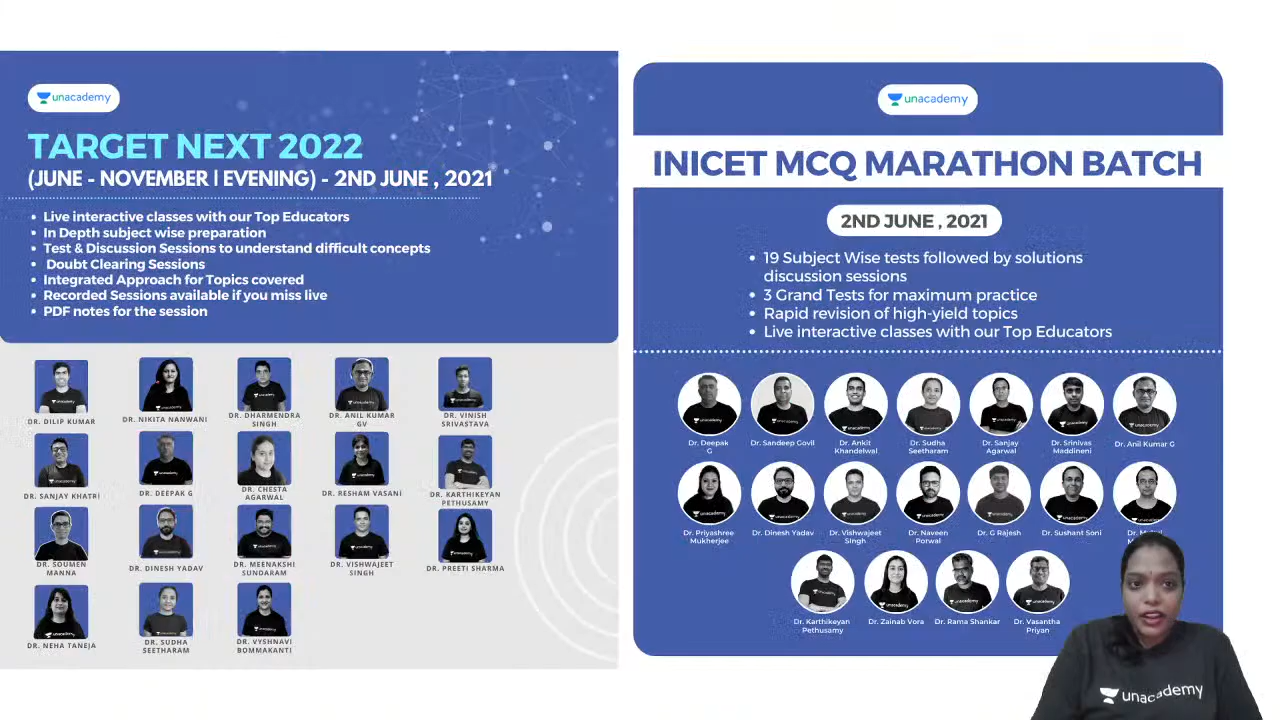 unacademy
TARGET NEXT 2022
(JUNE - NOVEMBER | EVENING) - 2ND JUNE , 2021
Live interactive classes with our Top Educators
In Depth subject wise preparation
Test & Discussion Sessions to understand difficult concepts
Doubt Clearing Sessions
Integrated Approach for Topics covered
Recorded Sessions available if you miss live
PDF notes for the session
DR. DILIP KUMAR
DR. NIKITA NANWANI
DR. DHARMENDRA
SINGH
DR. ANIL KUMAR
GV
DR. VINISH
SRIVASTAVA
DR. SANJAY KHATRI
DR. DEEPAK G
DR. CHESTA
AGARWAL
DR. RESHAM VASANI
DR. KARTHIKEYAN
PETHUSAMY
DR. SOUMEN
MANNA
DR. DINESH YADAV
DR. MEENAKSHI
SUNDARAM
DR. VISHWAJEET
SINGH
DR. PREETI SHARMA
DR. NEHA TANEJA
DR. SUDHA
SEETHARAM
DR. VYSHNAVI
BOMMAKANTI
unacademy
INICET MCQ MARATHON BATCH
2ND JUNE , 2021
19 Subject Wise tests followed by solutions
discussion sessions
3 Grand Tests for maximum practice
Rapid revision of high-yield topics
Live interactive classes with our Top Educators
Dr. Deepak
G
Dr. Sandeep Govil
Dr. Ankit
Khandelwal
Dr. Sudha
Seetharam
Dr. Sanjay
Agarwal
Dr. Srinivas
Maddineni
Dr. Anil Kumar G
Dr. Priyashree
Mukherjee
Dr. Dinesh Yadav
Dr. Vishwajeet
Singh
Dr. Naveen
Porwal
Dr. G Rajesh
Dr. Sushant Soni
Dr.
Dr. Karthikeyan
Pethusamy
Dr. Zainab Vora
Dr. Rama Shankar
Dr. Vasantha
Priyan
unacademy